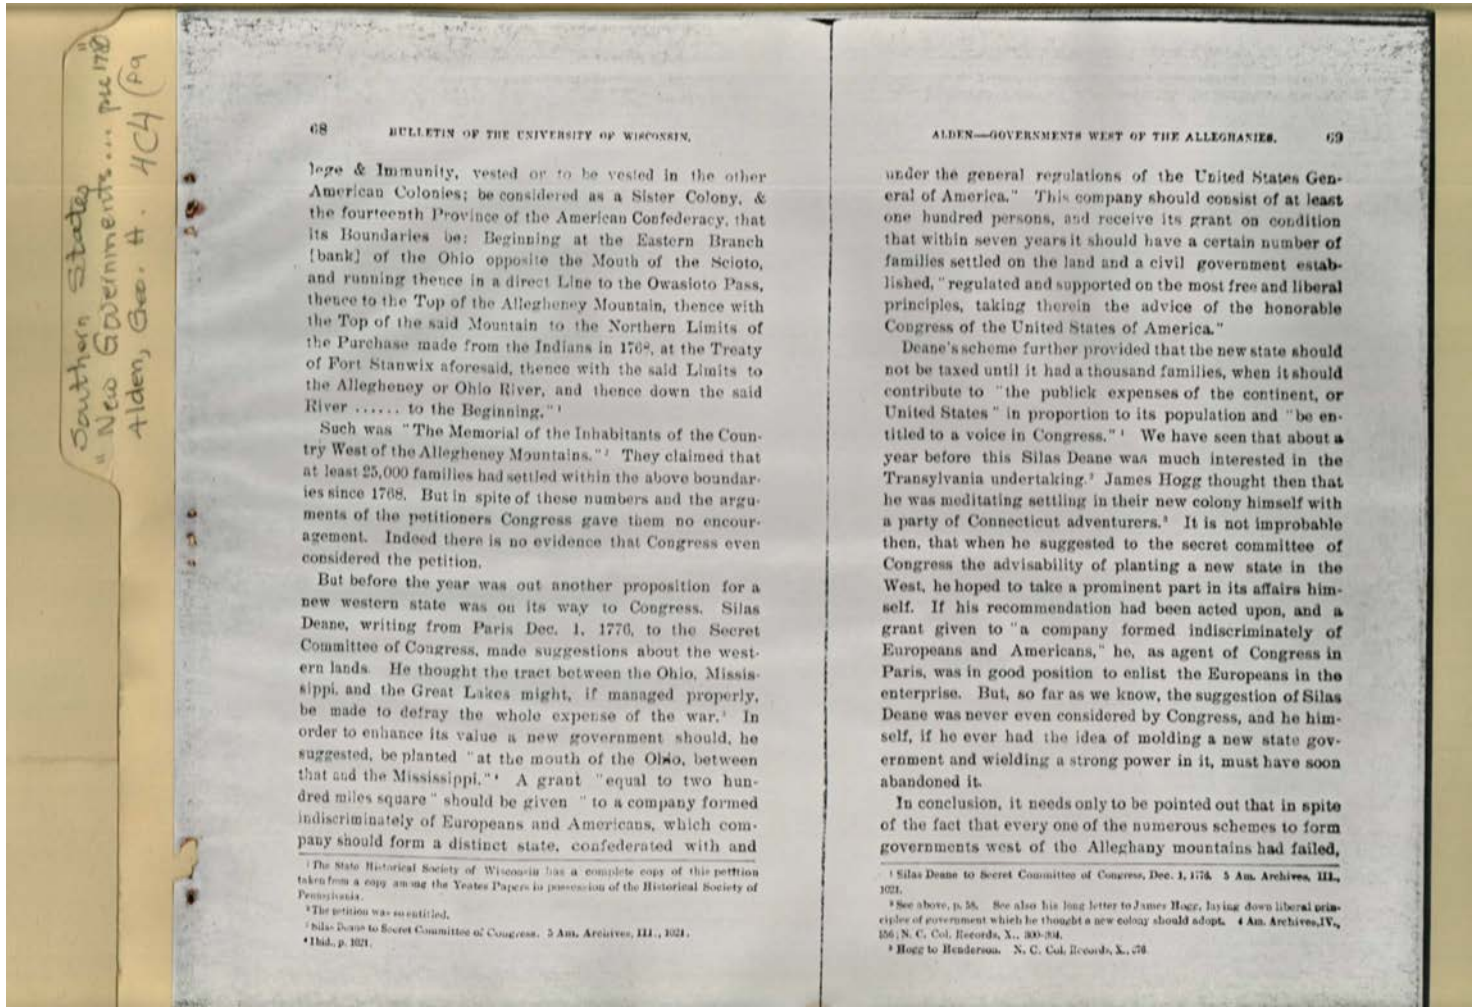 Southern States
"New Governments... pre 1780"
Alden, Geo. H. 4C4 (pg
68 BULLETIN OF THE UNIVERSITY OF WISCONSIN.
lege & Immunity, vested or to be vested in the other
American Colonies; be considered as a Sister Colony, &
the fourteenth Province of the American Confederacy, that
its Boundaries be: Beginning at the Eastern Branch
[bank] of the Ohio opposite the Mouth of the Scioto,
and running thence in a direct Line to the Owasioto Pass,
thence to the Top of the Allegheney Mountain, thence with
the Top of the said Mountain to the Northern Limits of
the Purchase made from the Indians in 1768, at the Treaty
of Fort Stanwix aforesaid, thence with the said Limits to
the Allegheney or Ohio River, and thence down the said
River ...... to the Beginning." ¹
Such was "The Memorial of the Inhabitants of the Coun-
try West of the Allegheney Mountains." ² They claimed that
at least 25,000 families had settled within the above boundar-
ies since 1768. But in spite of these numbers and the argu-
ments of the petitioners Congress gave them no encour-
agement. Indeed there is no evidence that Congress even
considered the petition.
But before the year was out another proposition for a
new western state was on its way to Congress. Silas
Deane, writing from Paris Dec. 1, 1776, to the Secret
Committee of Congress, made suggestions about the west-
ern lands. He thought the tract between the Ohio, Missis-
sippi, and the Great Lakes might, if managed properly,
be made to defray the whole expense of the war.³ In
order to enhance its value a new government should, he
suggested, be planted "at the mouth of the Ohio, between
that and the Mississippi." ⁴ A grant "equal to two hun-
dred miles square" should be given "to a company formed
indiscriminately of Europeans and Americans, which com-
pany should form a distinct state, confederated with and
¹ The State Historical Society of Wisconsin has a complete copy of this petition
taken from a copy among the Yeates Papers in possession of the Historical Society of
Pennsylvania.
² The petition was so entitled.
³ Silas Deane to Secret Committee of Congress. 5 Am. Archives, III., 1021.
⁴ Ibid., p. 1021.
ALDEN—GOVERNMENTS WEST OF THE ALLEGHANIES. 69
under the general regulations of the United States Gen-
eral of America." This company should consist of at least
one hundred persons, and receive its grant on condition
that within seven years it should have a certain number of
families settled on the land and a civil government estab-
lished, "regulated and supported on the most free and liberal
principles, taking therein the advice of the honorable
Congress of the United States of America."
Deane's scheme further provided that the new state should
not be taxed until it had a thousand families, when it should
contribute to "the publick expenses of the continent, or
United States" in proportion to its population and "be en-
titled to a voice in Congress." ¹ We have seen that about a
year before this Silas Deane was much interested in the
Transylvania undertaking.² James Hogg thought then that
he was meditating settling in their new colony himself with
a party of Connecticut adventurers.³ It is not improbable
then, that when he suggested to the secret committee of
Congress the advisability of planting a new state in the
West, he hoped to take a prominent part in its affairs him-
self. If his recommendation had been acted upon, and a
grant given to "a company formed indiscriminately of
Europeans and Americans," he, as agent of Congress in
Paris, was in good position to enlist the Europeans in the
enterprise. But, so far as we know, the suggestion of Silas
Deane was never even considered by Congress, and he him-
self, if he ever had the idea of molding a new state gov-
ernment and wielding a strong power in it, must have soon
abandoned it.
In conclusion, it needs only to be pointed out that in spite
of the fact that every one of the numerous schemes to form
governments west of the Alleghany mountains had failed,
¹ Silas Deane to Secret Committee of Congress, Dec. 1, 1776. 5 Am. Archives, III.,
1021.
² See above, p. 58. See also his long letter to James Hogg, laying down liberal prin-
ciples of government which he thought a new colony should adopt. 4 Am. Archives, IV.,
556; N. C. Col. Records, X., 300-304.
³ Hogg to Henderson. N. C. Col. Records, X.,